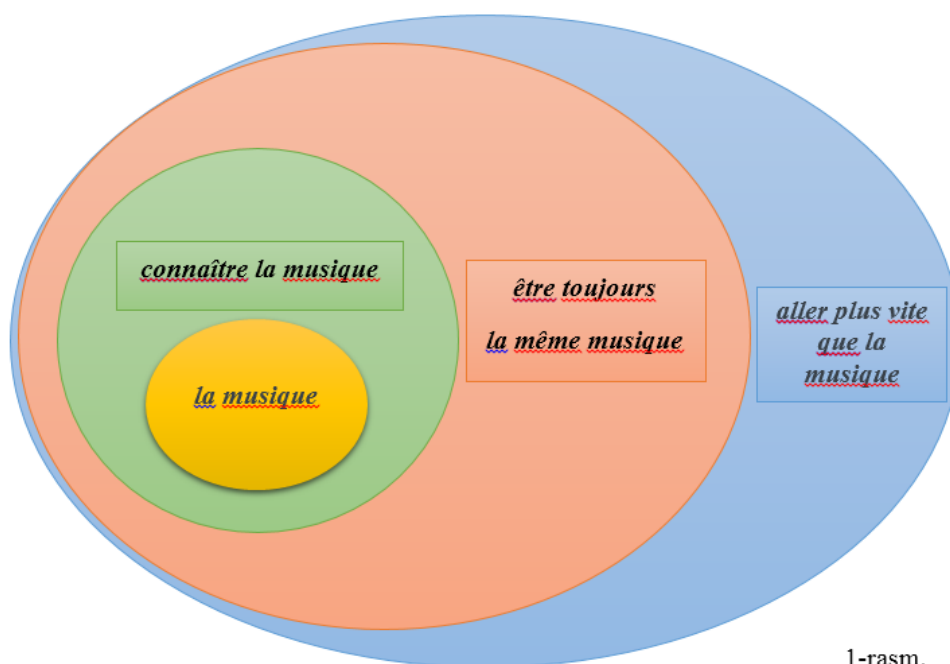 connaître la musique
la musique
être toujours
la même musique
aller plus vite
que la
musique
1-rasm.